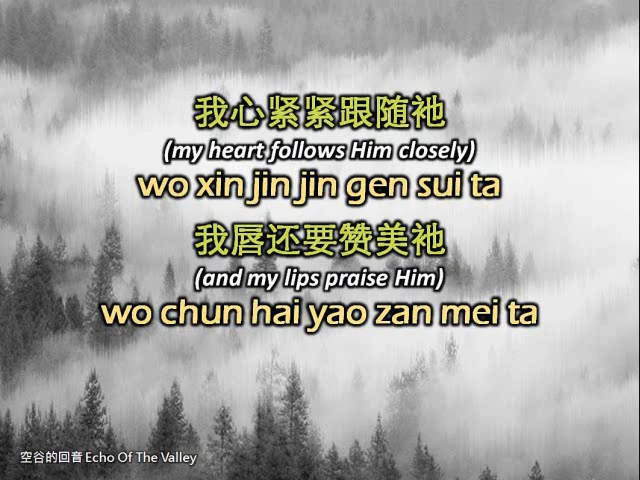 我心紧紧跟随祂
(my heart follows Him closely)
wo xin jin jin gen sui ta
我唇还要赞美祂
(and my lips praise Him)
wo chun hai yao zan mei ta
空谷的回音 Echo Of The Valley